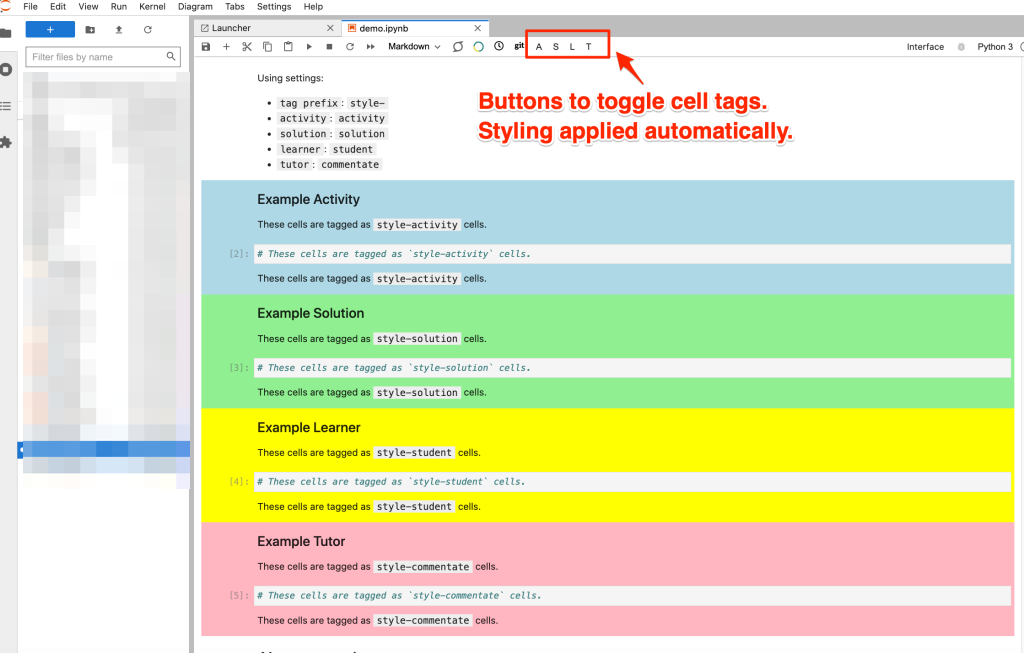 File Edit View Run Kernel Diagram Tabs Settings Help
Launcher demo.ipynb
Markdown git A S L T Interface Python 3
Filter files by name
Using settings:
tag prefix: style-
activity: activity
solution: solution
learner: student
tutor: commentate
Buttons to toggle cell tags.
Styling applied automatically.
Example Activity
These cells are tagged as style-activity cells.
[2]: # These cells are tagged as `style-activity` cells.
These cells are tagged as style-activity cells.
Example Solution
These cells are tagged as style-solution cells.
[3]: # These cells are tagged as `style-solution` cells.
These cells are tagged as style-solution cells.
Example Learner
These cells are tagged as style-student cells.
[4]: # These cells are tagged as `style-student` cells.
These cells are tagged as style-student cells.
Example Tutor
These cells are tagged as style-commentate cells.
[5]: # These cells are tagged as `style-commentate` cells.
These cells are tagged as style-commentate cells.